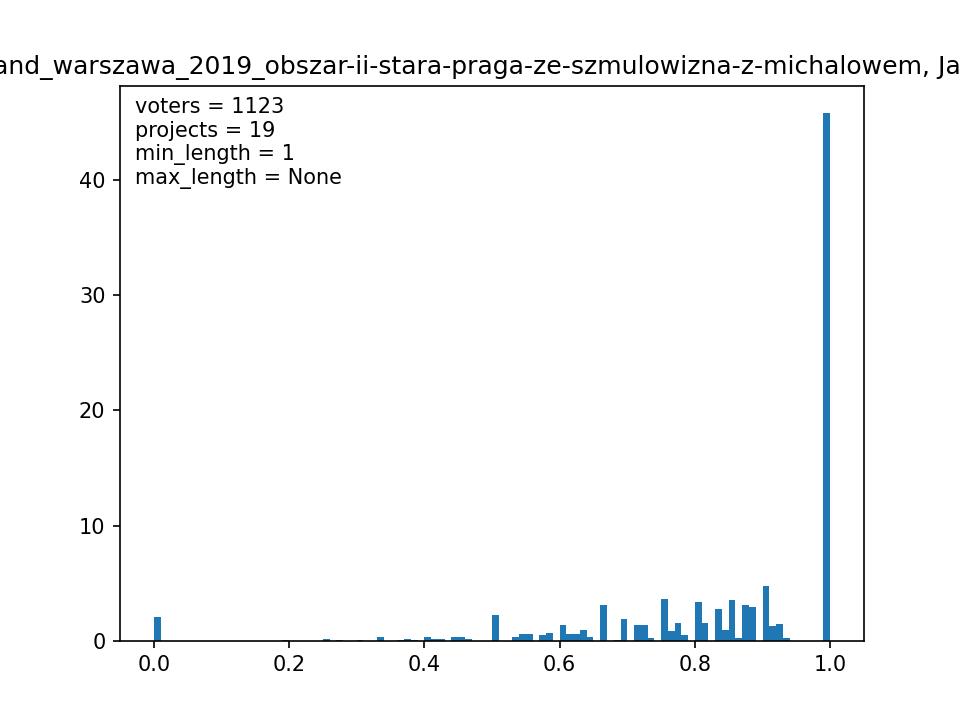 and_warszawa_2019_obszar-ii-stara-praga-ze-szmulowizna-z-michalowem, Ja
voters = 1123
projects = 19
min_length = 1
max_length = None
40
30
20
10
0
0.0 0.2 0.4 0.6 0.8 1.0